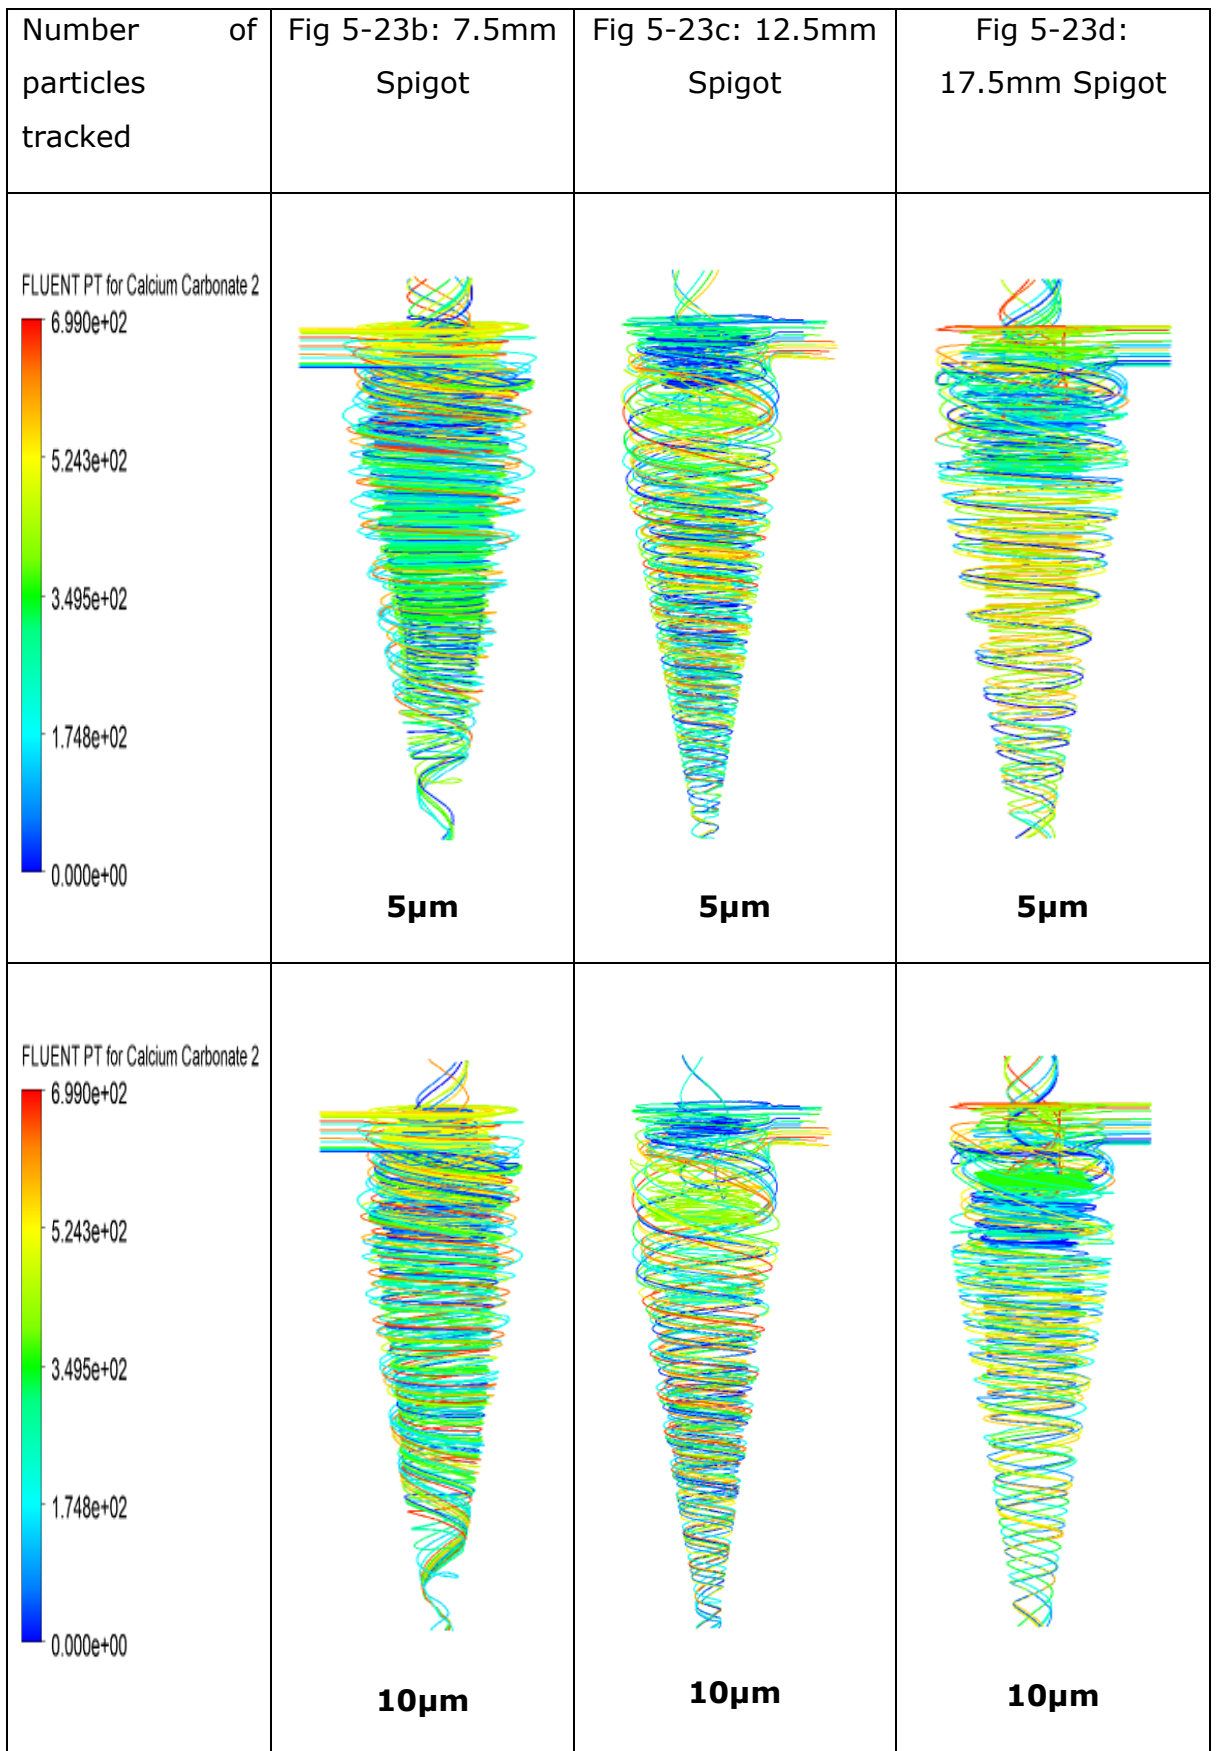 Number of
particles
tracked
Fig 5-23b: 7.5mm
Spigot
Fig 5-23c: 12.5mm
Spigot
Fig 5-23d:
17.5mm Spigot
FLUENT PT for Calcium Carbonate 2
6.990e+02
5.243e+02
3.495e+02
1.748e+02
0.000e+00
5µm
5µm
5µm
FLUENT PT for Calcium Carbonate 2
6.990e+02
5.243e+02
3.495e+02
1.748e+02
0.000e+00
10µm
10µm
10µm